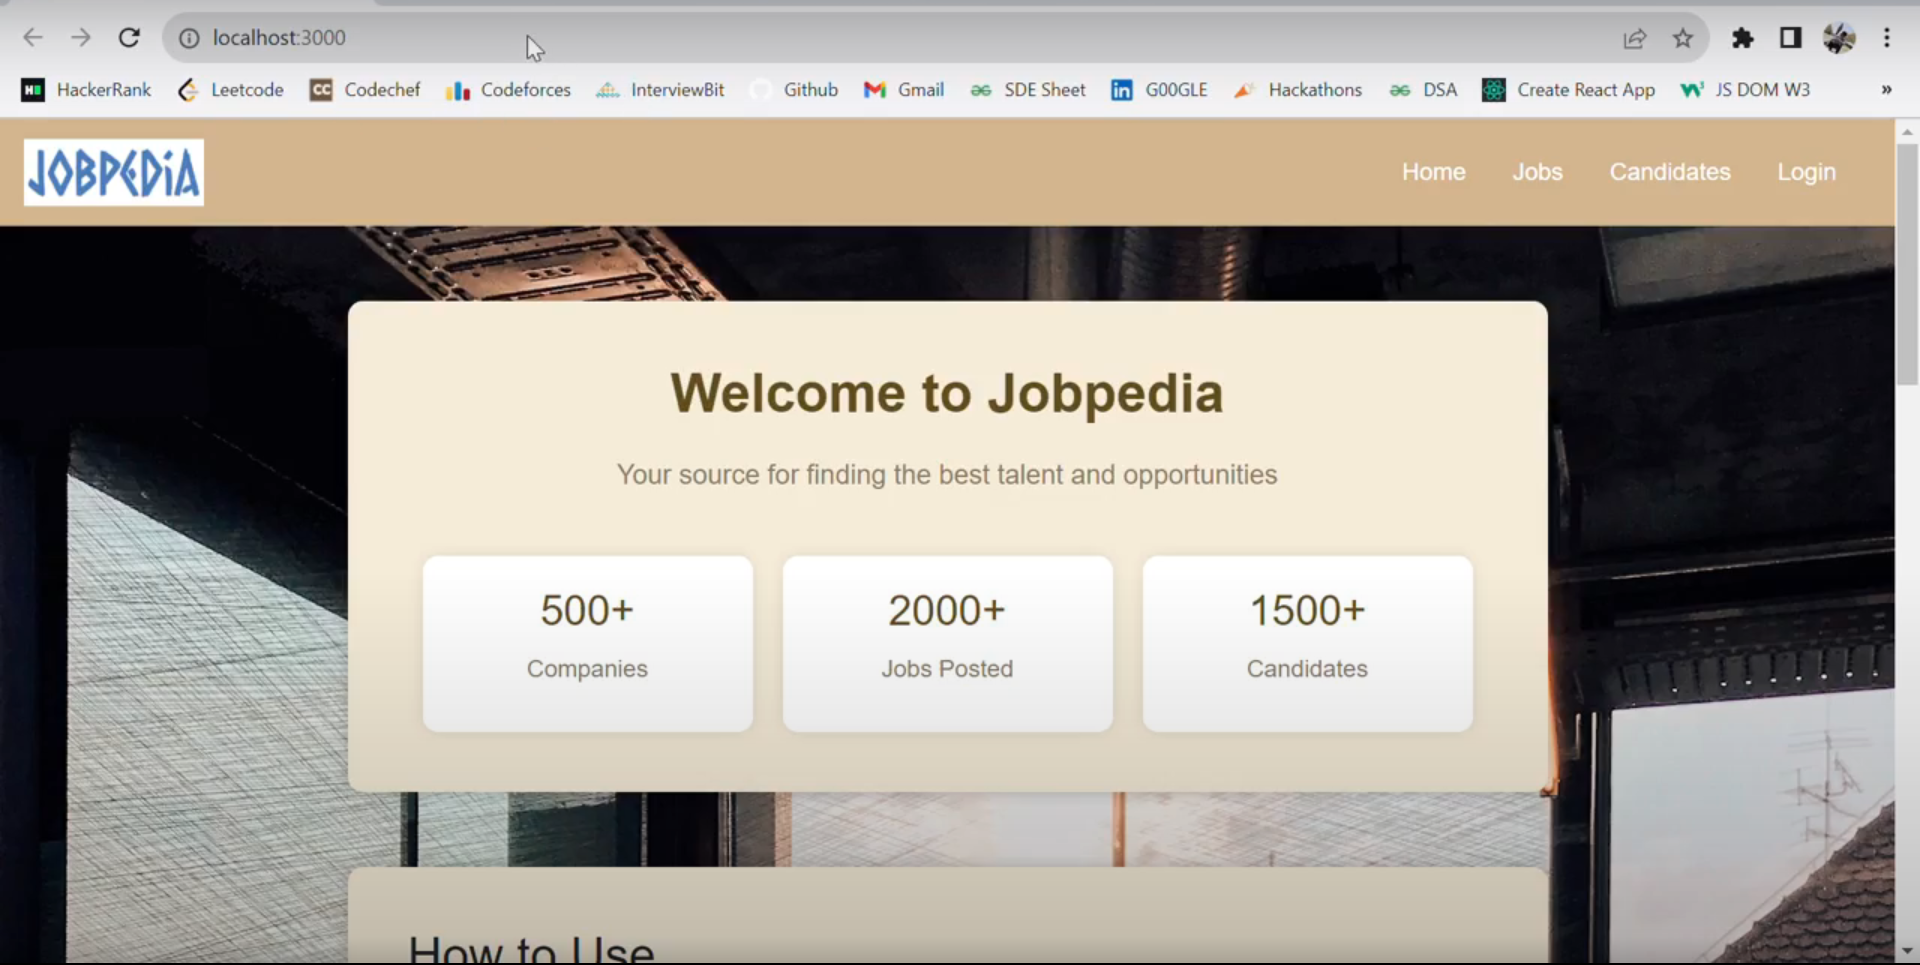 localhost:3000
HackerRank Leetcode Codechef Codeforces InterviewBit Github Gmail SDE Sheet G00GLE Hackathons DSA Create React App JS DOM W3 »
JOBPEDiA
Home Jobs Candidates Login
Welcome to Jobpedia
Your source for finding the best talent and opportunities
500+ 2000+ 1500+
Companies Jobs Posted Candidates
How to Use